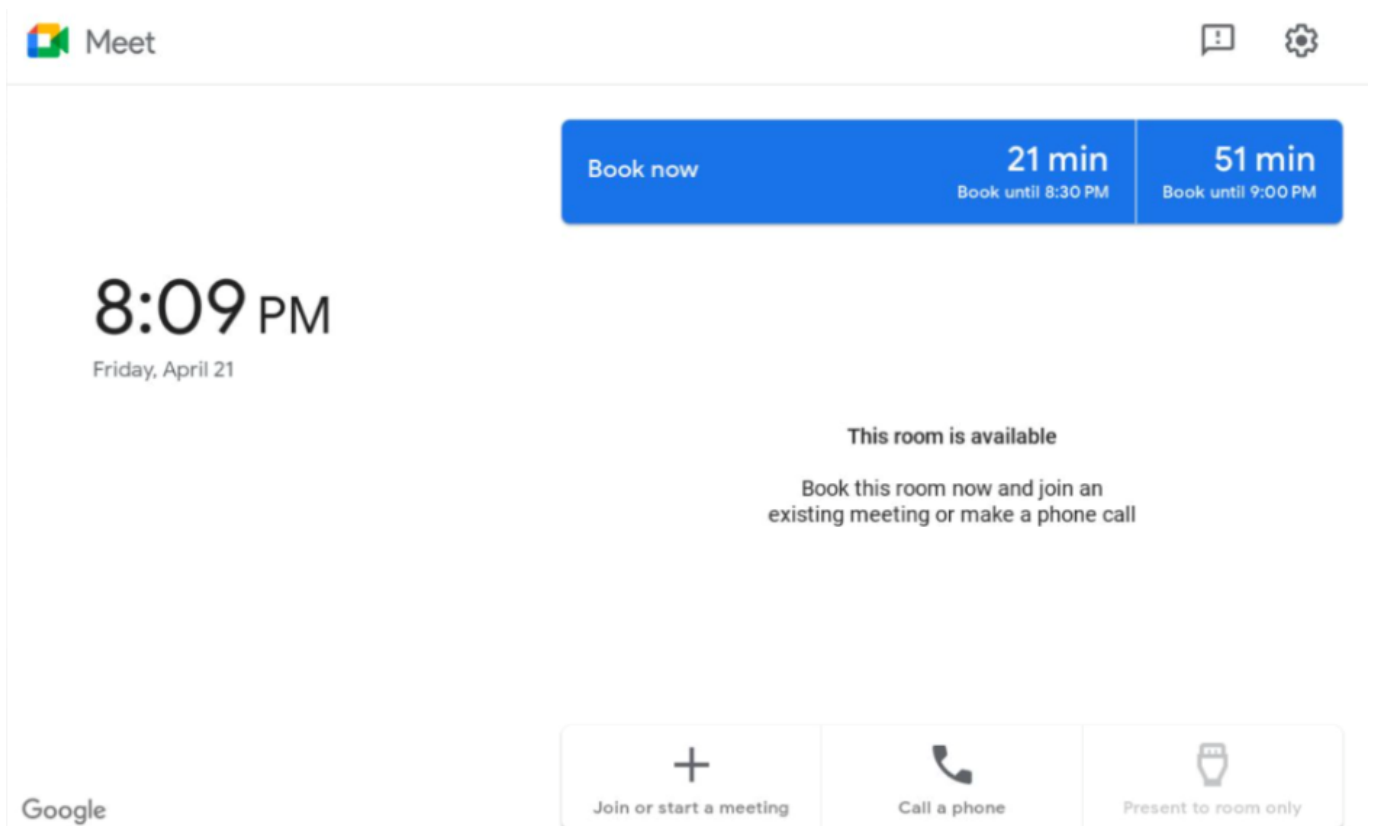 Meet
Book now
21 min
Book until 8:30 PM
51 min
Book until 9:00 PM
8:09 PM
Friday, April 21
This room is available
Book this room now and join an
existing meeting or make a phone call
Join or start a meeting
Call a phone
Present to room only
Google